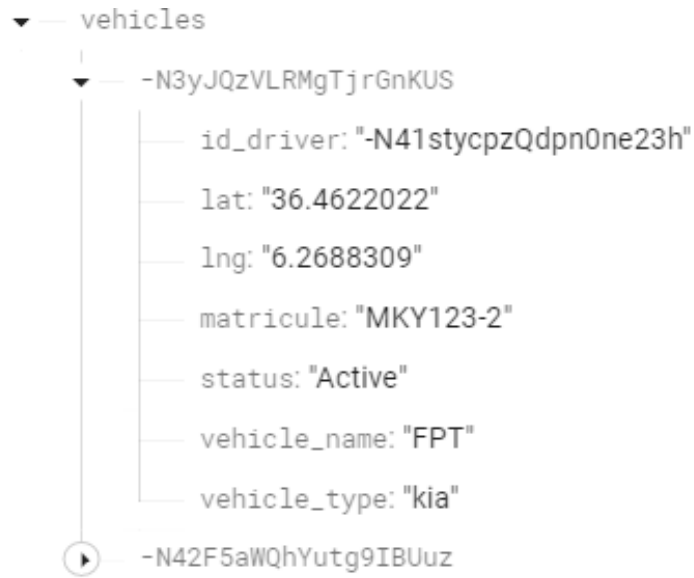 vehicles
-N3yJQzVLRMgTjrGnKUS
id_driver: "-N41stycpzQdpn0ne23h"
lat: "36.4622022"
lng: "6.2688309"
matricule: "MKY123-2"
status: "Active"
vehicle_name: "FPT"
vehicle_type: "kia"
-N42F5aWQhYutg9IBUuz